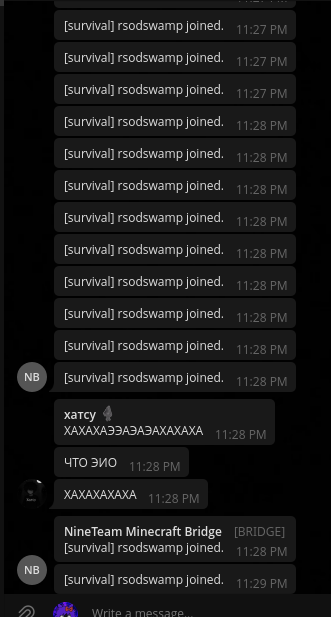 [survival] rsodswamp joined. 11:27 PM
[survival] rsodswamp joined. 11:27 PM
[survival] rsodswamp joined. 11:27 PM
[survival] rsodswamp joined. 11:28 PM
[survival] rsodswamp joined. 11:28 PM
[survival] rsodswamp joined. 11:28 PM
[survival] rsodswamp joined. 11:28 PM
[survival] rsodswamp joined. 11:28 PM
[survival] rsodswamp joined. 11:28 PM
[survival] rsodswamp joined. 11:28 PM
[survival] rsodswamp joined. 11:28 PM
NB
[survival] rsodswamp joined. 11:28 PM
хатсу
ХАХАХАЭЭАЭАЭАХАХАХА 11:28 PM
ЧТО ЭИО 11:28 PM
ХАХАХАХАХА 11:28 PM
NineTeam Minecraft Bridge [BRIDGE]
[survival] rsodswamp joined. 11:28 PM
NB
[survival] rsodswamp joined. 11:29 PM
Write a message...